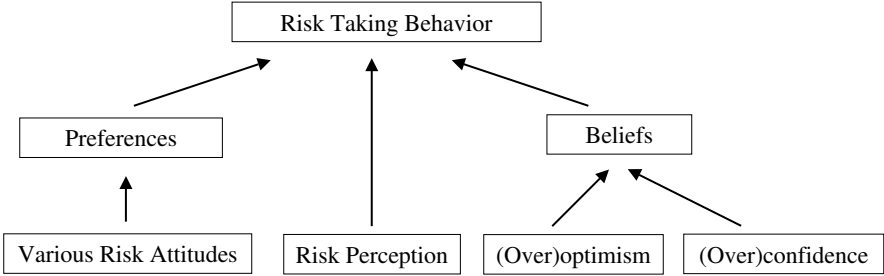 Risk Taking Behavior
Preferences
Beliefs
Various Risk Attitudes
Risk Perception
(Over)optimism
(Over)confidence